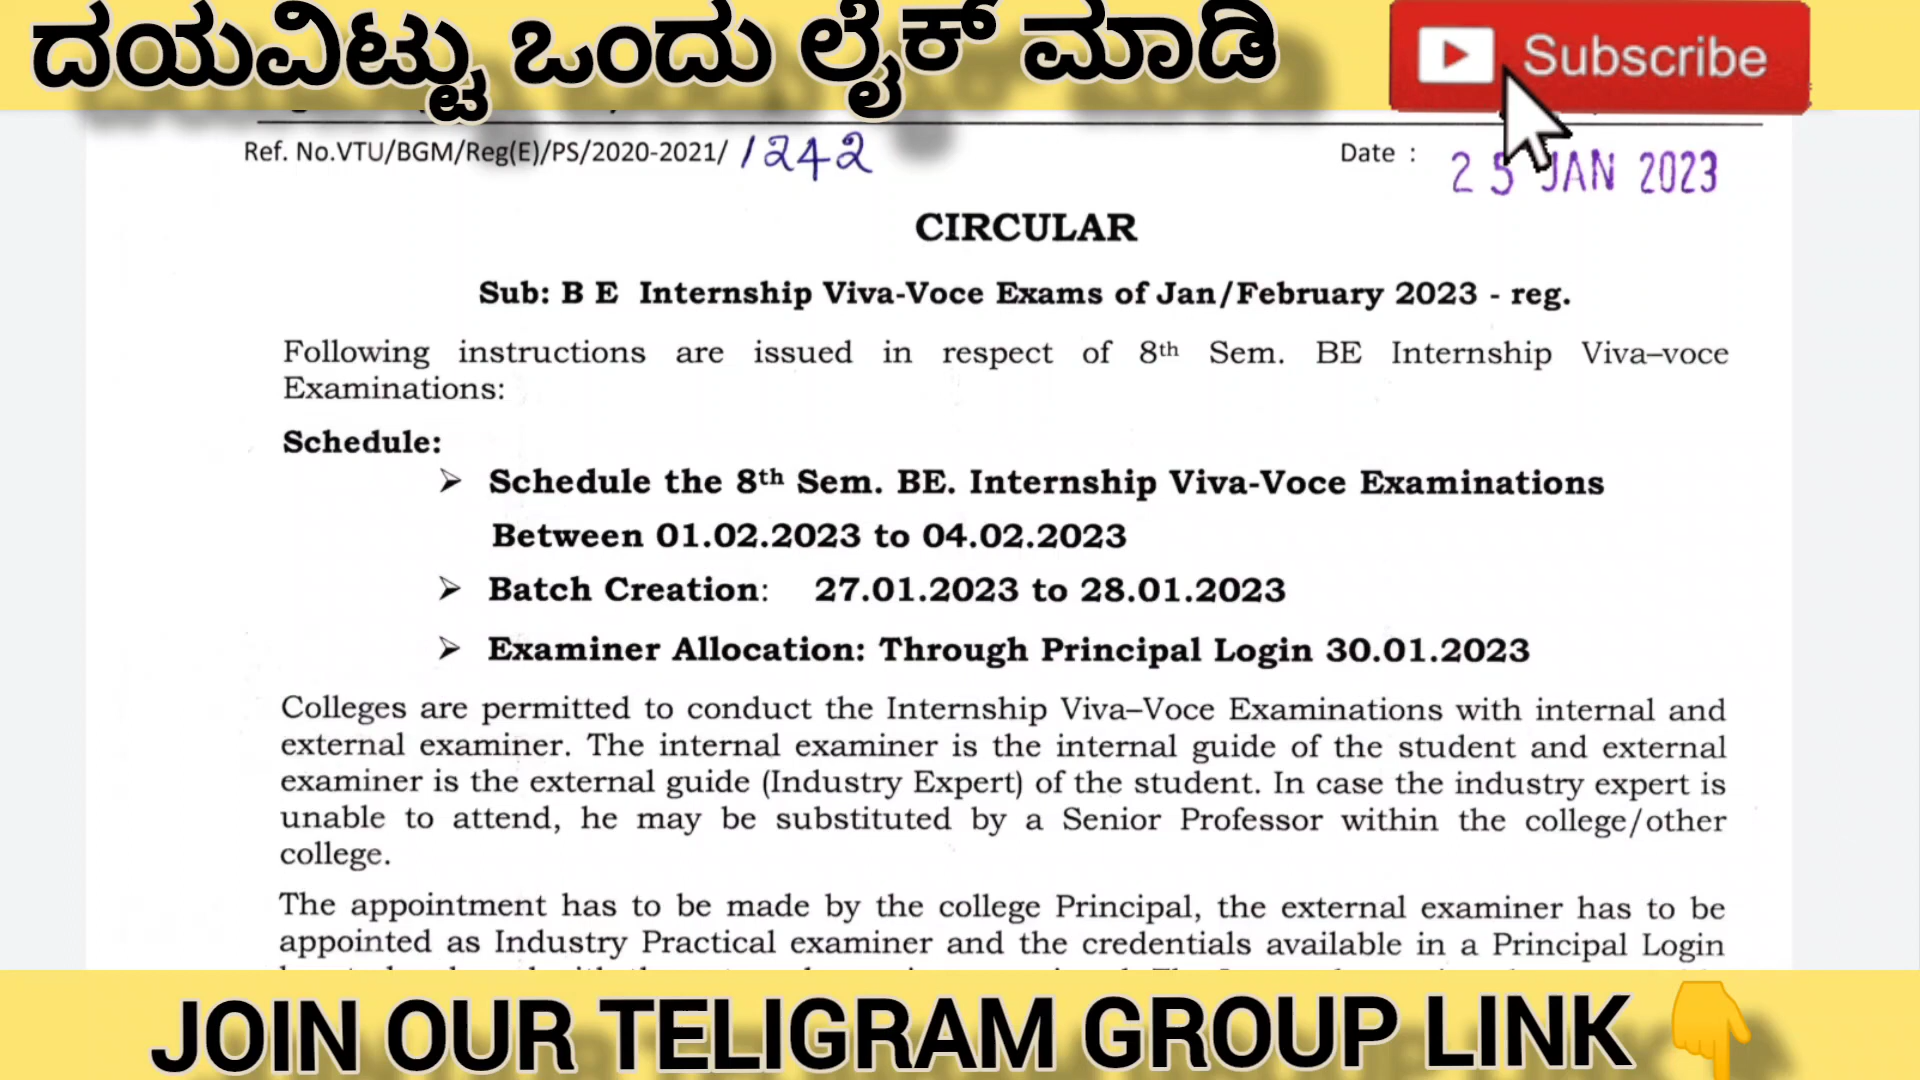 ದಯವಿಟ್ಟು ಒಂದು ಲೈಕ್ ಮಾಡಿ
Subscribe
Ref. No.VTU/BGM/Reg(E)/PS/2020-2021/ 1242
Date : 25 JAN 2023
CIRCULAR
Sub: B E Internship Viva-Voce Exams of Jan/February 2023 - reg.
Following instructions are issued in respect of 8th Sem. BE Internship Viva–voce
Examinations:
Schedule:
➢ Schedule the 8th Sem. BE. Internship Viva-Voce Examinations
Between 01.02.2023 to 04.02.2023
➢ Batch Creation: 27.01.2023 to 28.01.2023
➢ Examiner Allocation: Through Principal Login 30.01.2023
Colleges are permitted to conduct the Internship Viva–Voce Examinations with internal and
external examiner. The internal examiner is the internal guide of the student and external
examiner is the external guide (Industry Expert) of the student. In case the industry expert is
unable to attend, he may be substituted by a Senior Professor within the college/other
college.
The appointment has to be made by the college Principal, the external examiner has to be
appointed as Industry Practical examiner and the credentials available in a Principal Login
JOIN OUR TELIGRAM GROUP LINK 👇